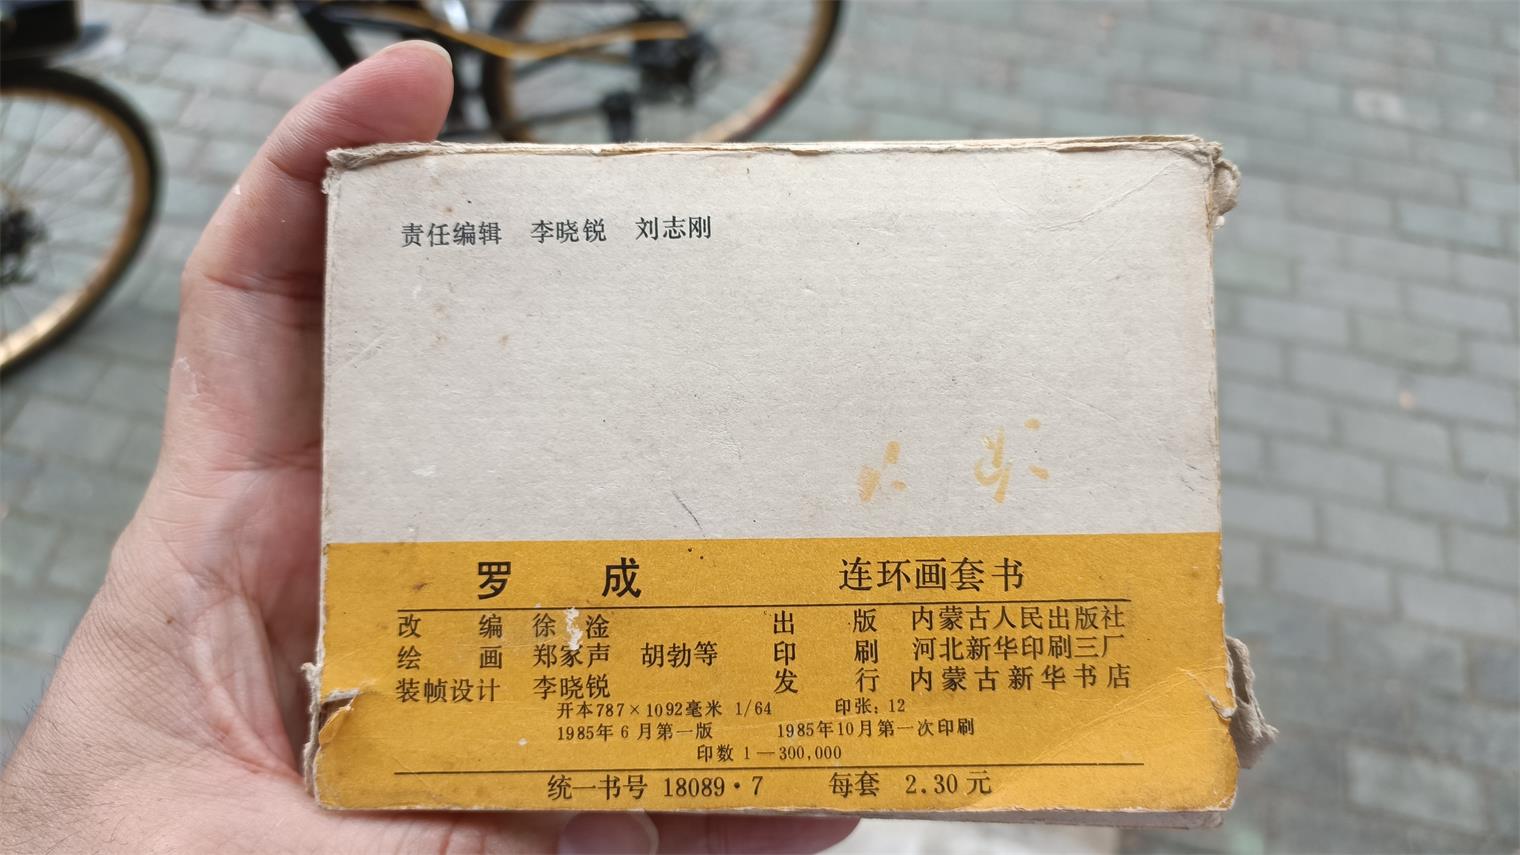 责任编辑 李晓锐 刘志刚
罗成 连环画套书
改编 徐淦 出版 内蒙古人民出版社
绘画 郑家声 胡勃等 印刷 河北新华印刷三厂
装帧设计 李晓锐 发行 内蒙古新华书店
开本787×1092毫米 1/64 印张：12
1985年6月第一版 1985年10月第一次印刷
印数 1—300,000
统一书号 18089·7 每套 2.30元